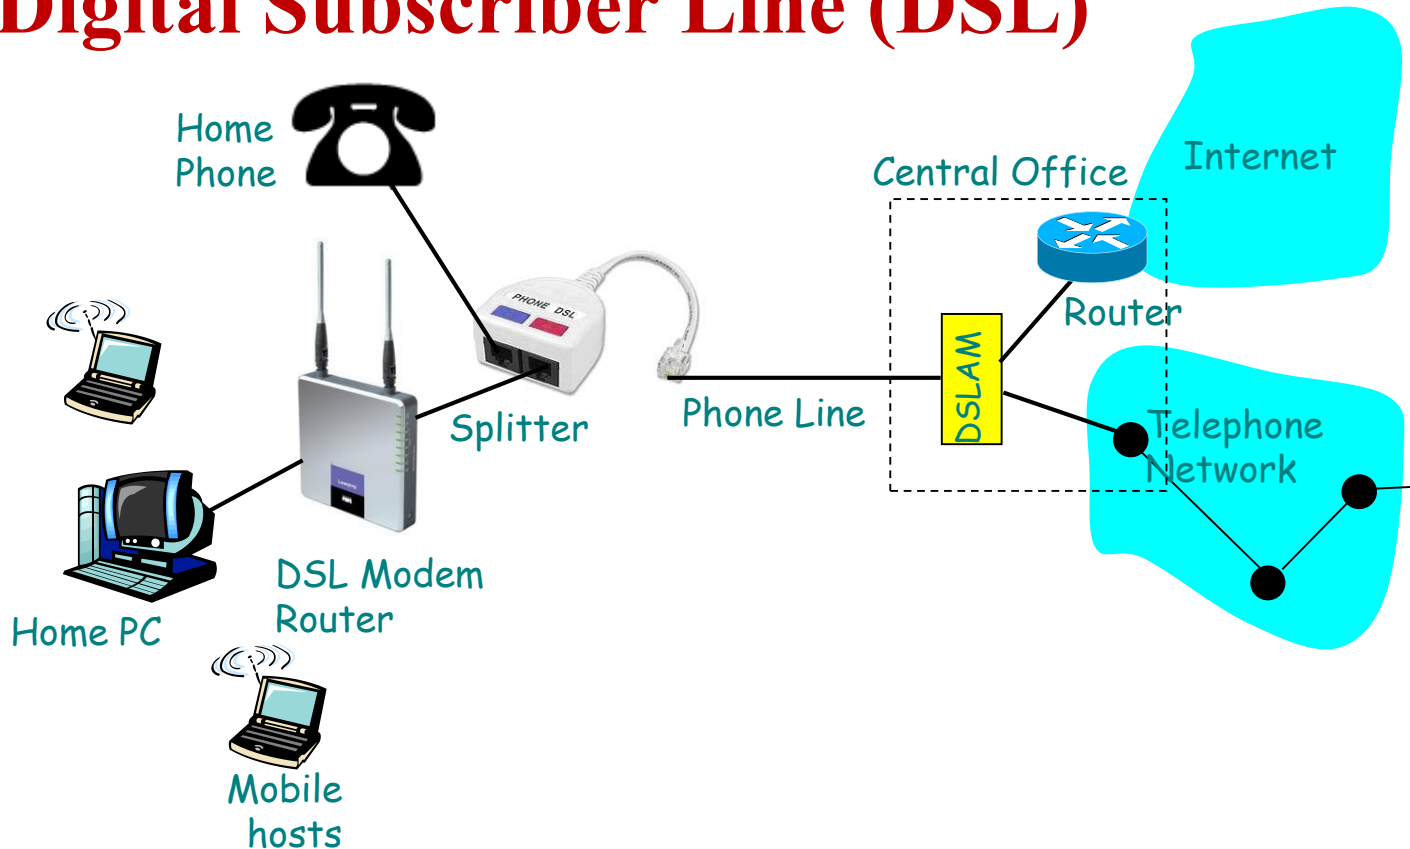 Digital Subscriber Line (DSL)
Home
Phone
Internet
Central Office
PHONE DSL
Router
DSLAM
Splitter
Phone Line
Telephone
Network
DSL Modem
Router
Home PC
Mobile
hosts